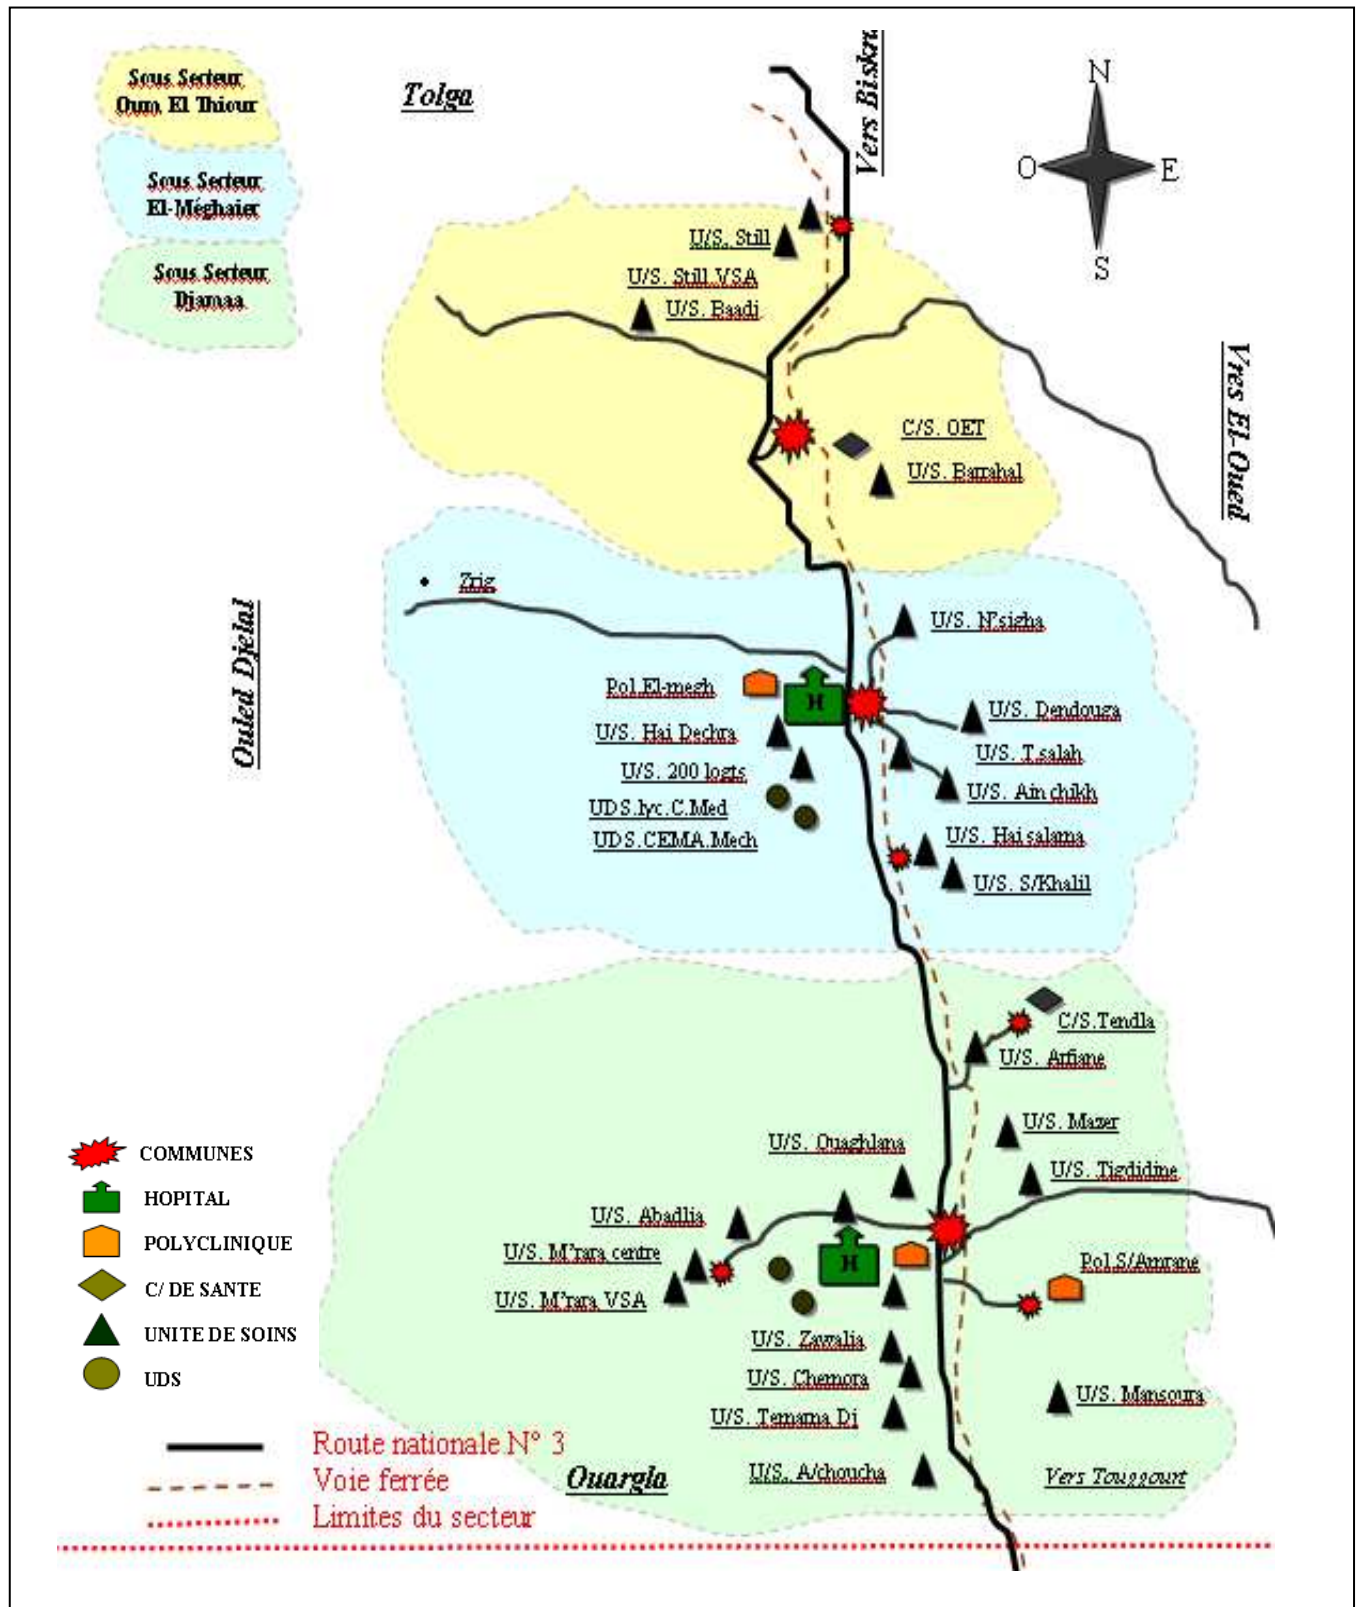 Sous Secteur
Oum El Thiour
Sous Secteur
El-Méghaier
Sous Secteur
Djamaa
Tolga
Vers Biskra
N
O
E
S
U/S. Still
U/S. Still VSA
U/S. Baadj
C/S. OET
U/S. Barrahal
Vres El-Oued
Ouled Djelal
Zrig
U/S. N'sigha
Pol.El-megh
H
U/S. Dendouga
U/S. Hai Dechra
U/S. T.salah
U/S. 200 logts
U/S. Ain chikh
UDS.lyc.C.Med
UDS.CEMA.Mech
U/S. Hai salama
U/S. S/Khalil
C/S.Tendla
U/S. Arfiane
U/S. Mazer
U/S. Ouaghlana
U/S. Tigdidine
U/S. Abadlia
U/S. M'rara centre
H
Pol.S/Amrane
U/S. M'rara VSA
U/S. Zawalia
U/S. Chemora
U/S. Mansoura
U/S. Temama Dj
U/S. A/choucha
Ouargla
Vers Touggourt
COMMUNES
HOPITAL
POLYCLINIQUE
C/ DE SANTE
UNITE DE SOINS
UDS
Route nationale N° 3
Voie ferrée
Limites du secteur